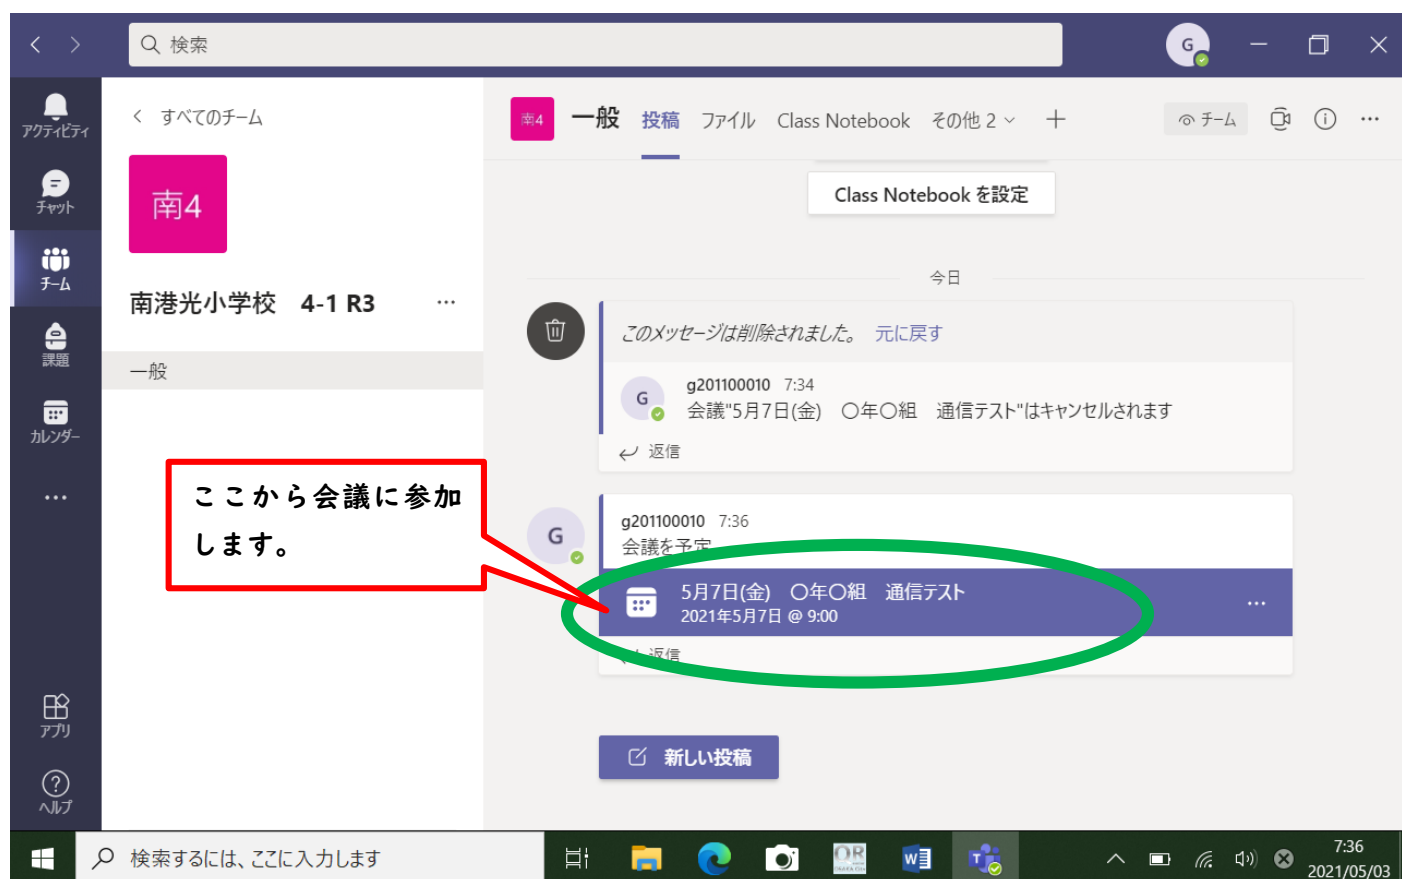 検索
G
アクティビティ
チャット
チーム
課題
カレンダー
アプリ
ヘルプ
すべてのチーム
南4
南港光小学校 4-1 R3
一般
南4
一般 投稿 ファイル Class Notebook その他 2
チーム
Class Notebook を設定
今日
このメッセージは削除されました。 元に戻す
G
g201100010 7:34
会議"5月7日(金) 〇年〇組 通信テスト"はキャンセルされます
返信
ここから会議に参加
します。
G
g201100010 7:36
会議を予定
5月7日(金) 〇年〇組 通信テスト
2021年5月7日 @ 9:00
返信
新しい投稿
検索するには、ここに入力します
OR
7:36
2021/05/03